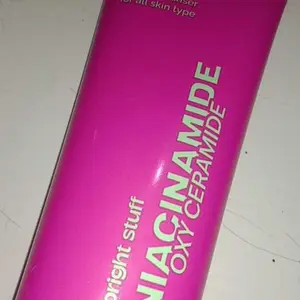 for all skin type
bright stuff
NIACINAMIDE
OXY CERAMIDE